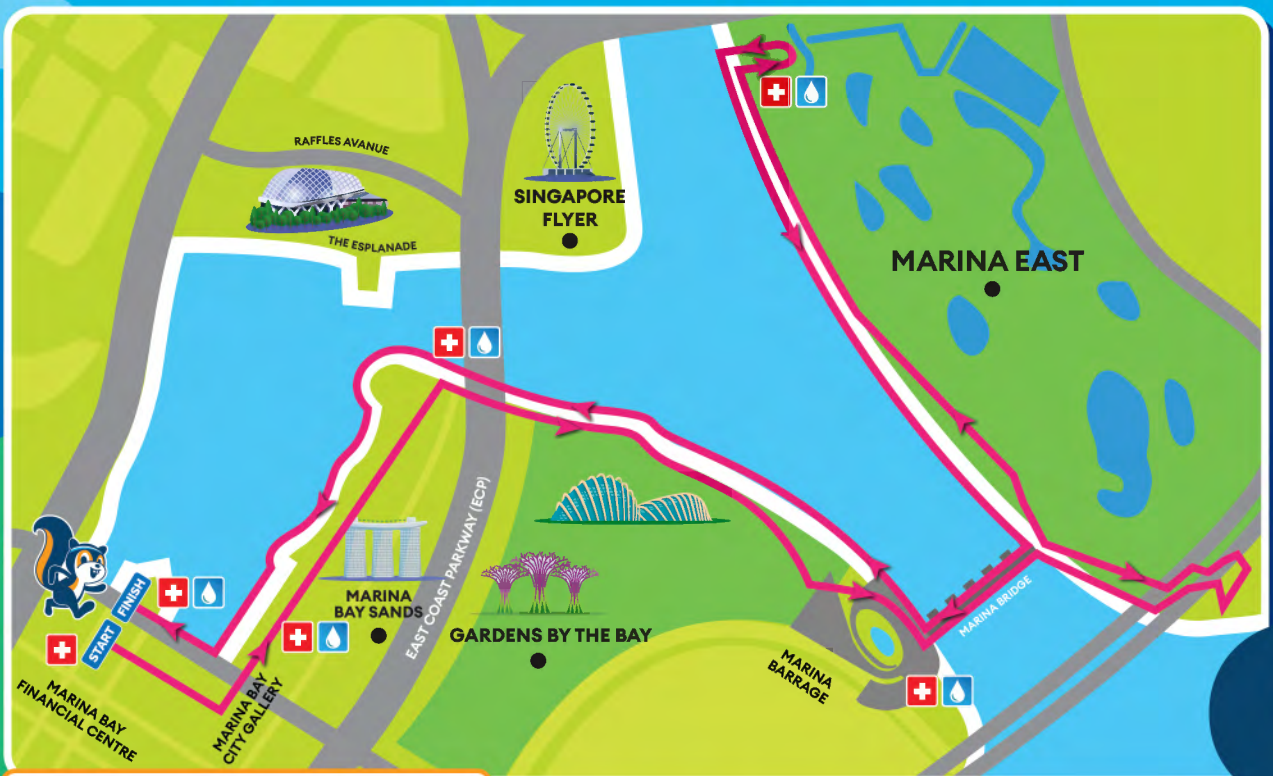 RAFFLES AVANUE
THE ESPLANADE
SINGAPORE
FLYER
MARINA EAST
EAST COAST PARKWAY (ECP)
MARINA
BAY SANDS
GARDENS BY THE BAY
MARINA BRIDGE
MARINA
BARRAGE
FINISH
START
MARINA BAY
FINANCIAL CENTRE
MARINA BAY
CITY GALLERY